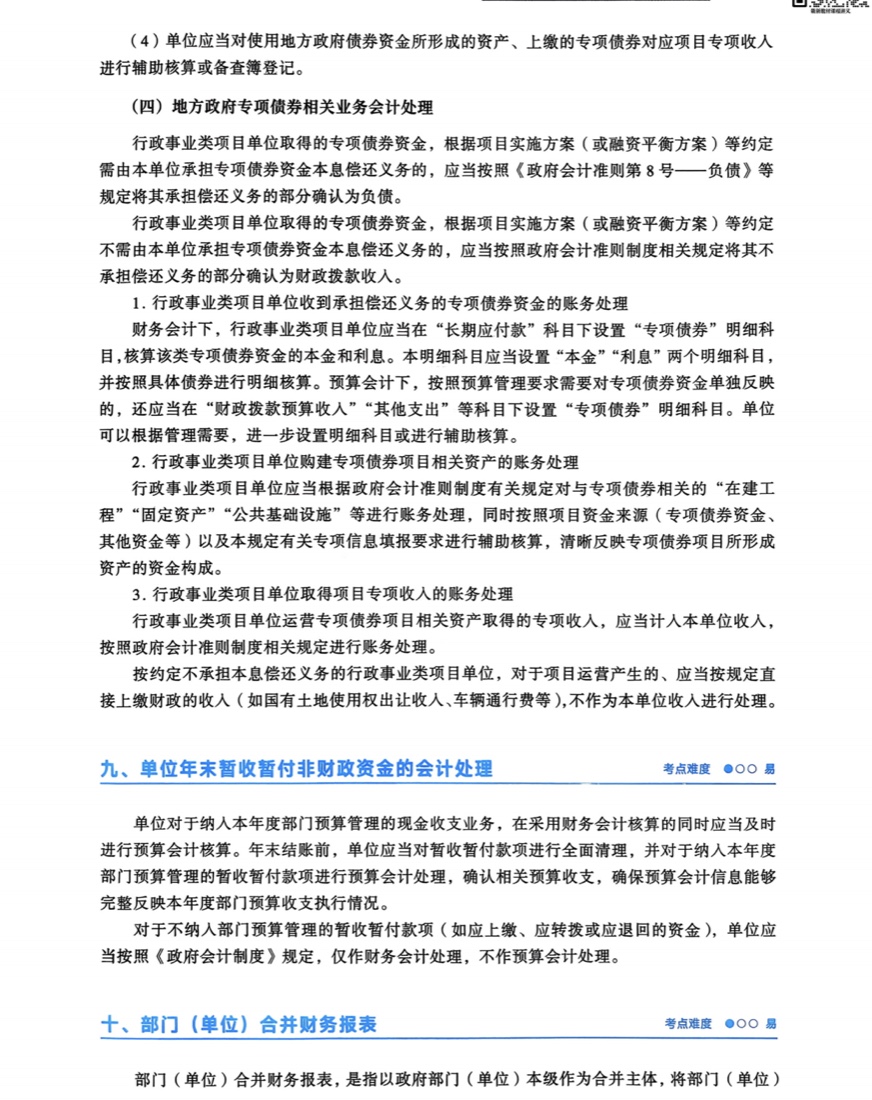 （4）单位应当对使用地方政府债券资金所形成的资产、上缴的专项债券对应项目专项收入
进行辅助核算或备查簿登记。
（四）地方政府专项债券相关业务会计处理
行政事业类项目单位取得的专项债券资金，根据项目实施方案（或融资平衡方案）等约定
需由本单位承担专项债券资金本息偿还义务的，应当按照《政府会计准则第 8 号——负债》等
规定将其承担偿还义务的部分确认为负债。
行政事业类项目单位取得的专项债券资金，根据项目实施方案（或融资平衡方案）等约定
不需由本单位承担专项债券资金本息偿还义务的，应当按照政府会计准则制度相关规定将其不
承担偿还义务的部分确认为财政拨款收入。
1. 行政事业类项目单位收到承担偿还义务的专项债券资金的账务处理
财务会计下，行政事业类项目单位应当在“长期应付款”科目下设置“专项债券”明细科
目,核算该类专项债券资金的本金和利息。本明细科目应当设置“本金”“利息”两个明细科目，
并按照具体债券进行明细核算。预算会计下，按照预算管理要求需要对专项债券资金单独反映
的，还应当在“财政拨款预算收入”“其他支出”等科目下设置“专项债券”明细科目。单位
可以根据管理需要，进一步设置明细科目或进行辅助核算。
2. 行政事业类项目单位购建专项债券项目相关资产的账务处理
行政事业类项目单位应当根据政府会计准则制度有关规定对与专项债券相关的“在建工
程”“固定资产”“公共基础设施”等进行账务处理，同时按照项目资金来源（专项债券资金、
其他资金等）以及本规定有关专项信息填报要求进行辅助核算，清晰反映专项债券项目所形成
资产的资金构成。
3. 行政事业类项目单位取得项目专项收入的账务处理
行政事业类项目单位运营专项债券项目相关资产取得的专项收入，应当计入本单位收入，
按照政府会计准则制度相关规定进行账务处理。
按约定不承担本息偿还义务的行政事业类项目单位，对于项目运营产生的、应当按规定直
接上缴财政的收入（如国有土地使用权出让收入、车辆通行费等），不作为本单位收入进行处理。
九、单位年末暂收暂付非财政资金的会计处理 考点难度 ●○○ 易
单位对于纳入本年度部门预算管理的现金收支业务，在采用财务会计核算的同时应当及时
进行预算会计核算。年末结账前，单位应当对暂收暂付款项进行全面清理，并对于纳入本年度
部门预算管理的暂收暂付款项进行预算会计处理，确认相关预算收支，确保预算会计信息能够
完整反映本年度部门预算收支执行情况。
对于不纳入部门预算管理的暂收暂付款项（如应上缴、应转拨或应退回的资金），单位应
当按照《政府会计制度》规定，仅作财务会计处理，不作预算会计处理。
十、部门（单位）合并财务报表 考点难度 ●○○ 易
部门（单位）合并财务报表，是指以政府部门（单位）本级作为合并主体，将部门（单位）